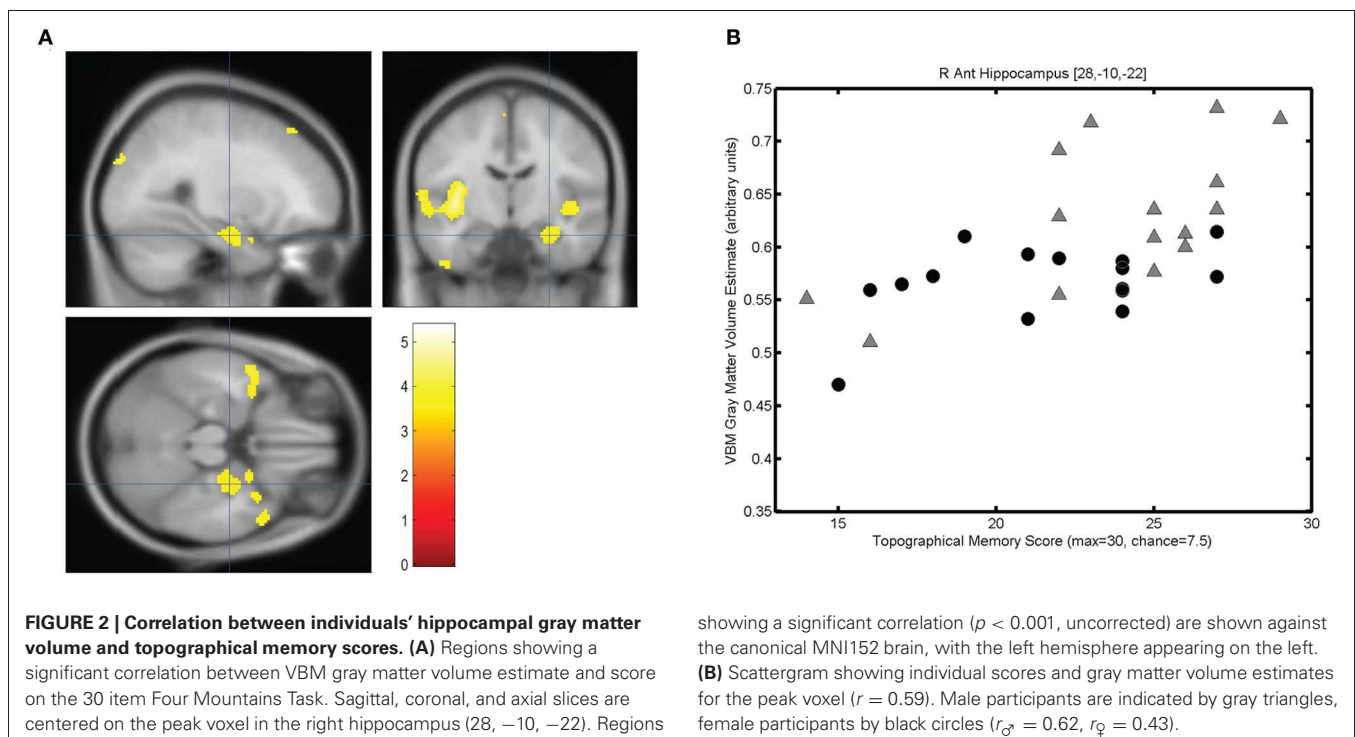 A
B
R Ant Hippocampus [28,-10,-22]
0.75
0.7
0.65
0.6
0.55
0.5
0.45
0.4
0.35
VBM Gray Matter Volume Estimate (arbitrary units)
15
20
25
30
Topographical Memory Score (max=30, chance=7.5)
5
4
3
2
1
0
FIGURE 2 | Correlation between individuals' hippocampal gray matter
volume and topographical memory scores. (A) Regions showing a
significant correlation between VBM gray matter volume estimate and score
on the 30 item Four Mountains Task. Sagittal, coronal, and axial slices are
centered on the peak voxel in the right hippocampus (28, −10, −22). Regions
showing a significant correlation (p < 0.001, uncorrected) are shown against
the canonical MNI152 brain, with the left hemisphere appearing on the left.
(B) Scattergram showing individual scores and gray matter volume estimates
for the peak voxel (r = 0.59). Male participants are indicated by gray triangles,
female participants by black circles (r♂ = 0.62, r♀ = 0.43).